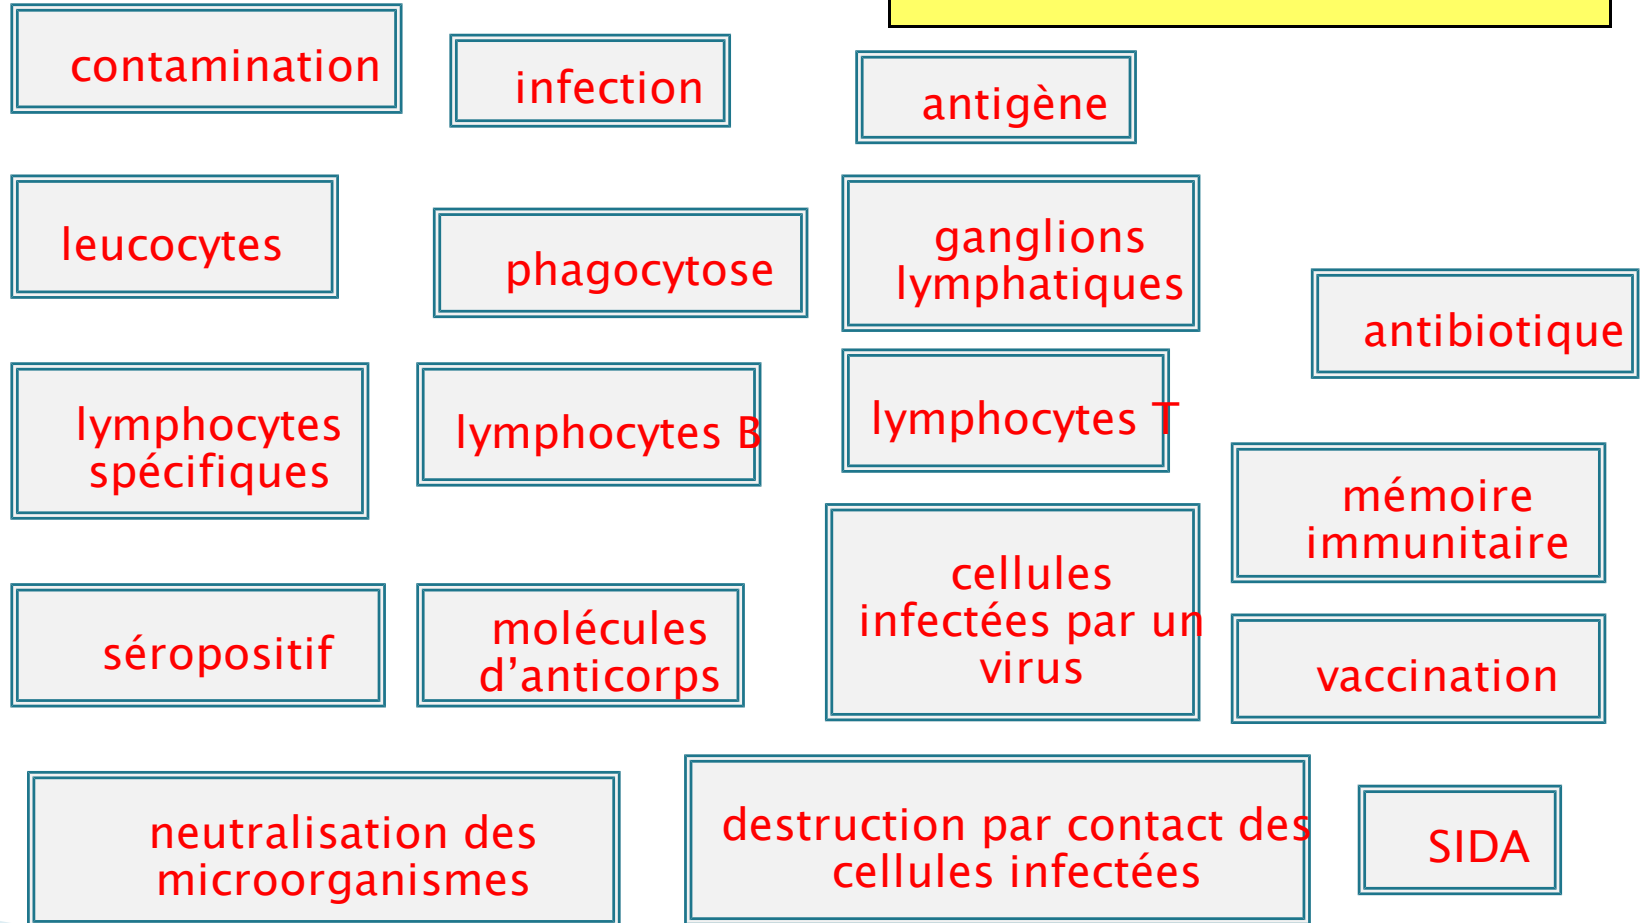 contamination
infection
antigène
leucocytes
phagocytose
ganglions
lymphatiques
antibiotique
lymphocytes
spécifiques
lymphocytes B
lymphocytes T
mémoire
immunitaire
séropositif
molécules
d’anticorps
cellules
infectées par un
virus
vaccination
neutralisation des
microorganismes
destruction par contact des
cellules infectées
SIDA